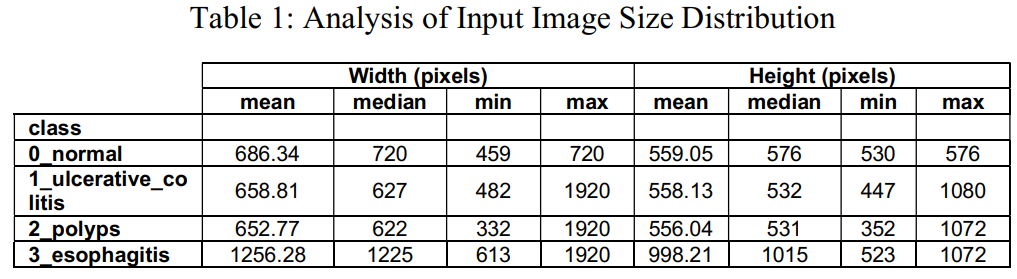 Table 1: Analysis of Input Image Size Distribution
Width (pixels) Height (pixels)
mean median min max mean median min max
class
0_normal 686.34 720 459 720 559.05 576 530 576
1_ulcerative_co
litis 658.81 627 482 1920 558.13 532 447 1080
2_polyps 652.77 622 332 1920 556.04 531 352 1072
3_esophagitis 1256.28 1225 613 1920 998.21 1015 523 1072